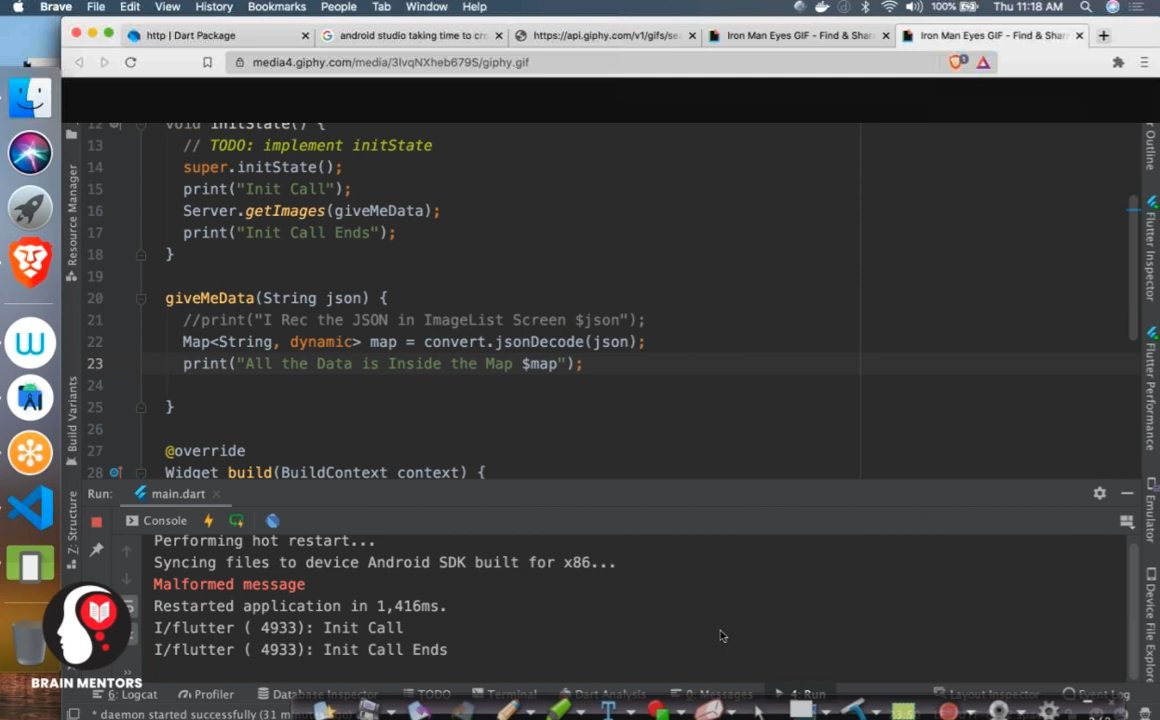 Brave File Edit View History Bookmarks People Tab Window Help 100% Thu 11:18 AM
http | Dart Package × android studio taking time to cr × https://api.giphy.com/v1/gifs/se × Iron Man Eyes GIF - Find & Shar × Iron Man Eyes GIF - Find & Shar × +
media4.giphy.com/media/3IvqNXheb679S/giphy.gif
12 void initState() {
13 // TODO: implement initState
14 super.initState();
15 print("Init Call");
16 Server.getImages(giveMeData);
17 print("Init Call Ends");
18 }
19
20 giveMeData(String json) {
21 //print("I Rec the JSON in ImageList Screen $json");
22 Map<String, dynamic> map = convert.jsonDecode(json);
23 print("All the Data is Inside the Map $map");
24
25 }
26
27 @override
28 Widget build(BuildContext context) {
Resource Manager
Build Variants
Z: Structure
Outline
Flutter Inspector
Flutter Performance
Emulator
Device File Explorer
Run: main.dart ×
Console
Performing hot restart...
Syncing files to device Android SDK built for x86...
Malformed message
Restarted application in 1,416ms.
I/flutter ( 4933): Init Call
I/flutter ( 4933): Init Call Ends
BRAIN MENTORS
6: Logcat Profiler Database Inspector TODO Terminal Dart Analysis 0: Messages 4: Run Layout Inspector Event Log
* daemon started successfully (31 m